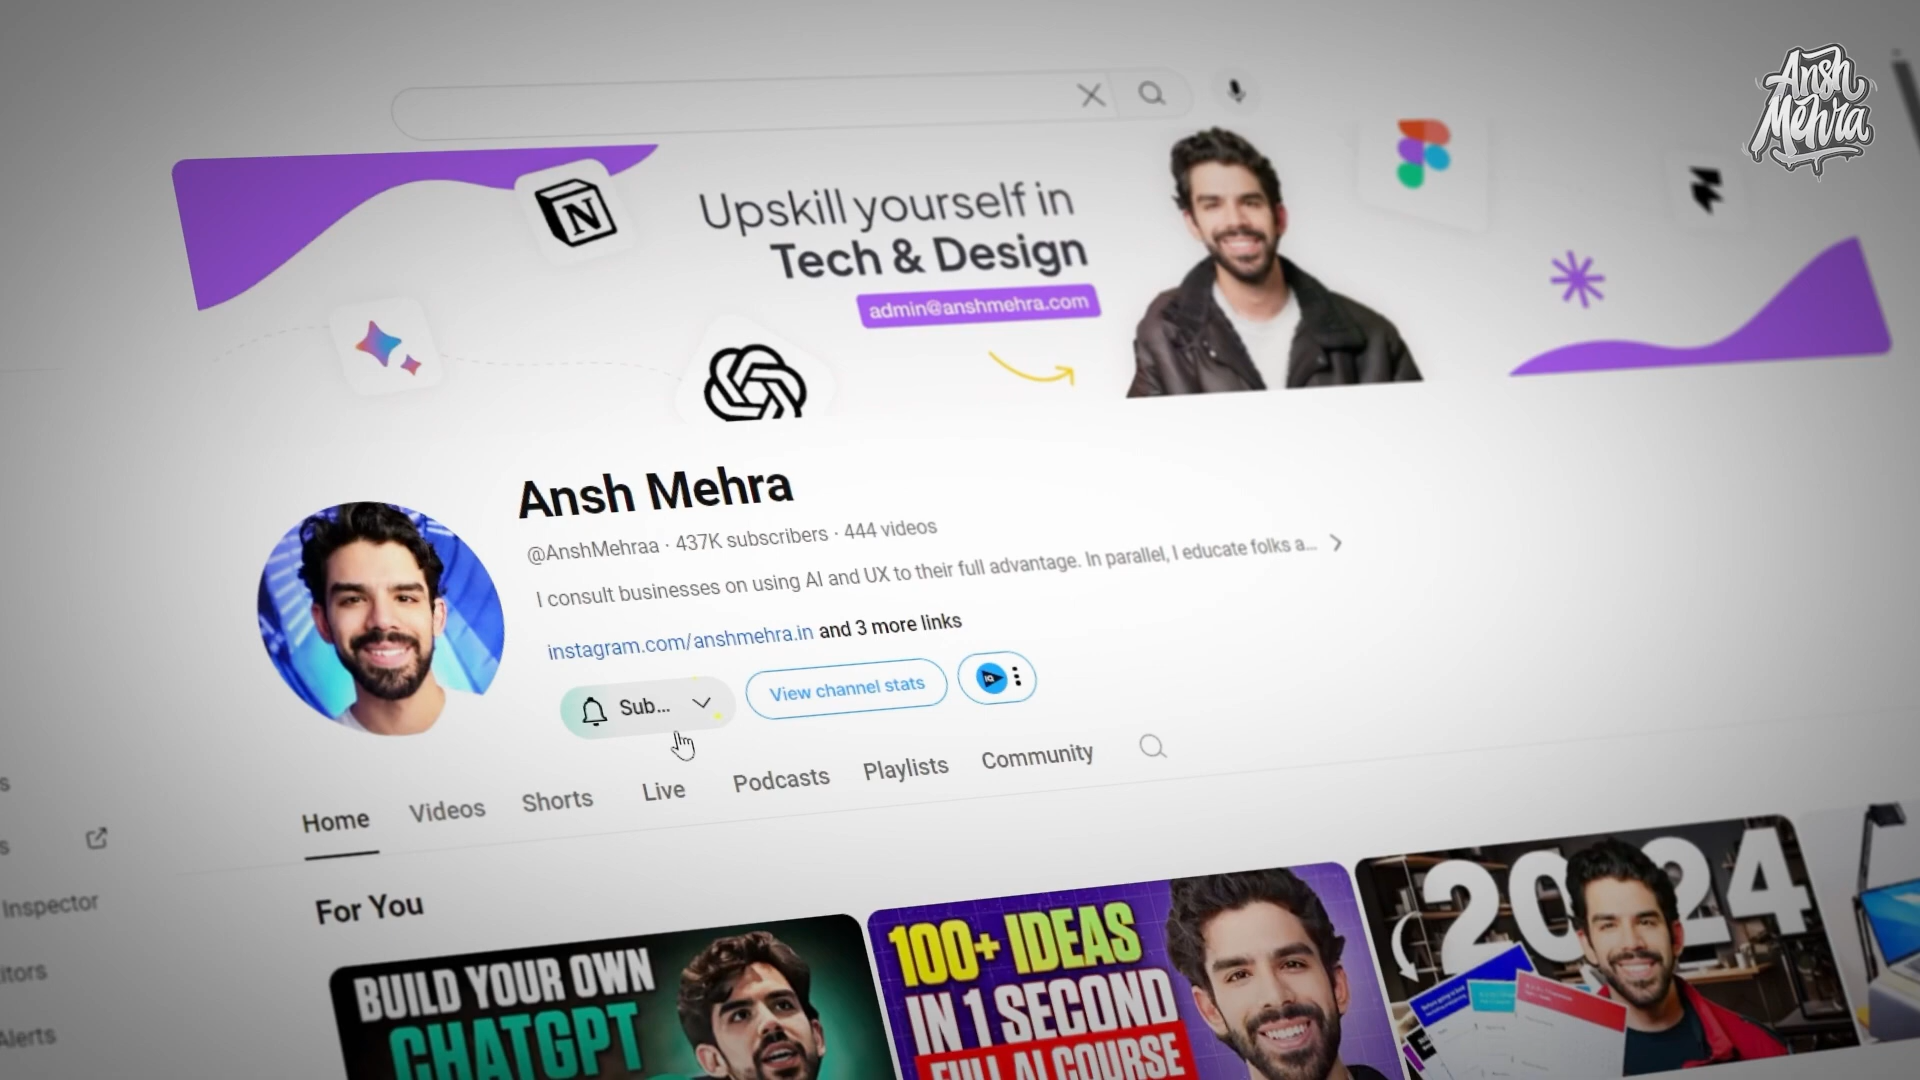 Ansh
Mehra
Upskill yourself in
Tech & Design
admin@anshmehra.com
Ansh Mehra
@AnshMehraa · 437K subscribers · 444 videos
I consult businesses on using AI and UX to their full advantage. In parallel, I educate folks a...
instagram.com/anshmehra.in and 3 more links
Sub...
View channel stats
IQ
Home Videos Shorts Live Podcasts Playlists Community
Inspector
itors
Alerts
For You
BUILD YOUR OWN
CHATGPT
100+ IDEAS
IN 1 SECOND
FULL AI COURSE
2024